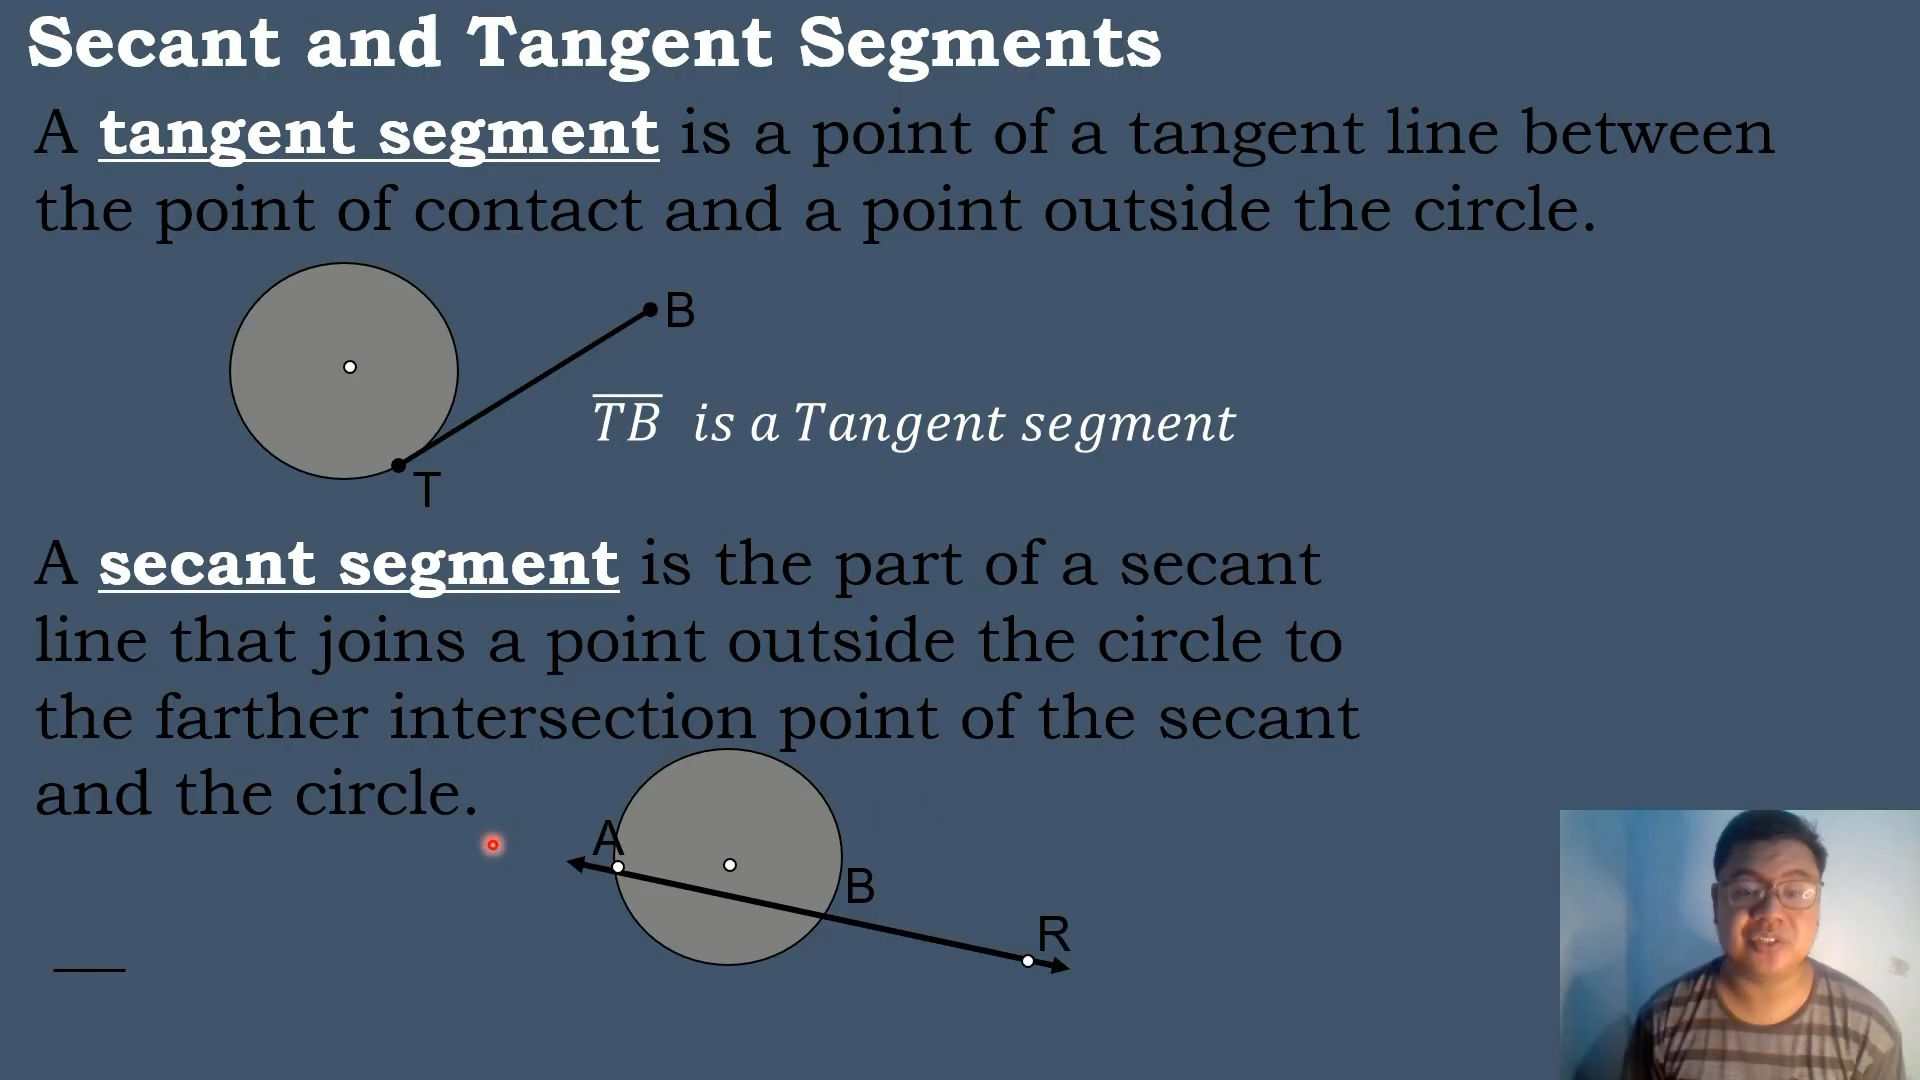 Secant and Tangent Segments
A tangent segment is a point of a tangent line between
the point of contact and a point outside the circle.
B
T̅B̅ is a Tangent segment
T
A secant segment is the part of a secant
line that joins a point outside the circle to
the farther intersection point of the secant
and the circle.
A
B
R